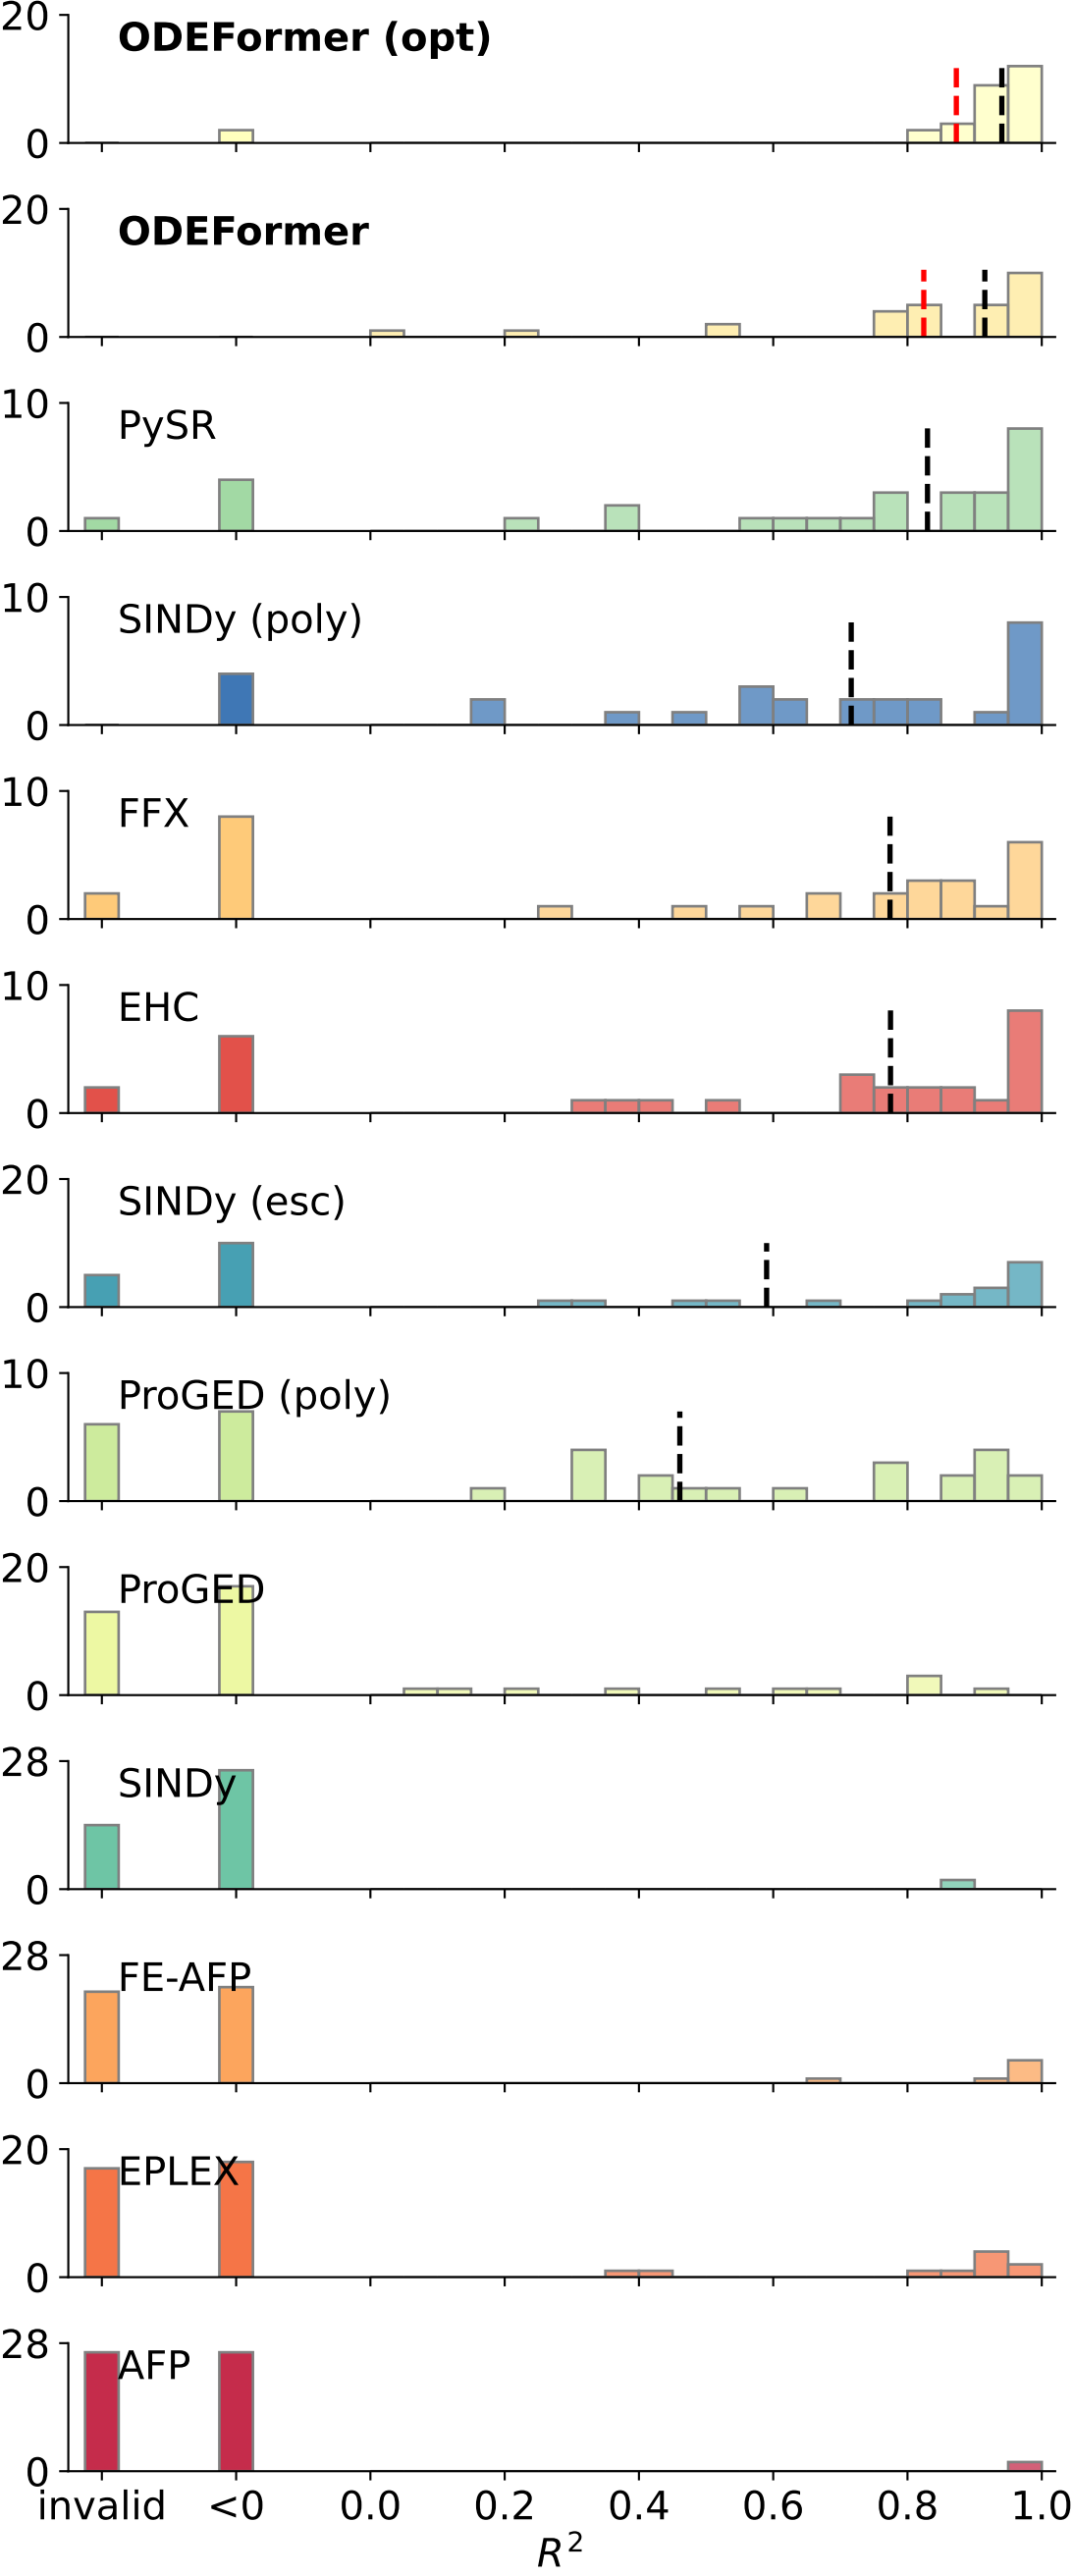 20
ODEFormer (opt)
0
20
ODEFormer
0
10
PySR
0
10
SINDy (poly)
0
10
FFX
0
10
EHC
0
20
SINDy (esc)
0
10
ProGED (poly)
0
20
ProGED
0
28
SINDy
0
28
FE-AFP
0
20
EPLEX
0
28
AFP
0
invalid <0 0.0 0.2 0.4 0.6 0.8 1.0
R²